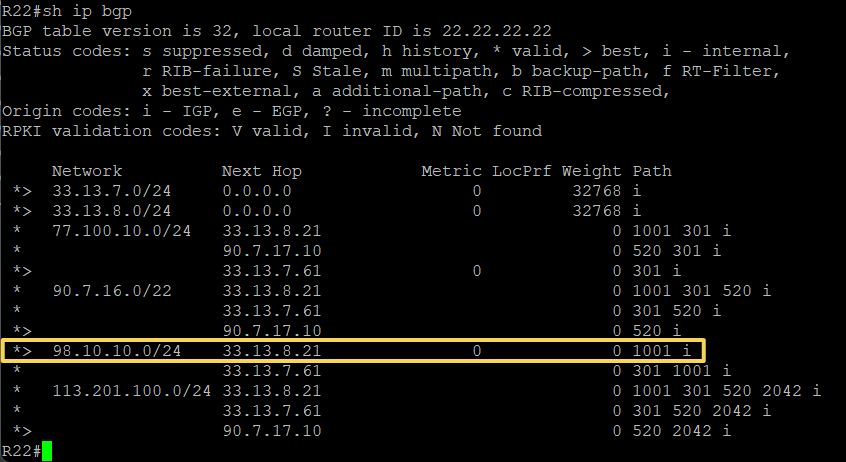 R22#sh ip bgp
BGP table version is 32, local router ID is 22.22.22.22
Status codes: s suppressed, d damped, h history, * valid, > best, i - internal,
              r RIB-failure, S Stale, m multipath, b backup-path, f RT-Filter,
              x best-external, a additional-path, c RIB-compressed,
Origin codes: i - IGP, e - EGP, ? - incomplete
RPKI validation codes: V valid, I invalid, N Not found

     Network          Next Hop            Metric LocPrf Weight Path
 *>  33.13.7.0/24     0.0.0.0                  0         32768 i
 *>  33.13.8.0/24     0.0.0.0                  0         32768 i
 *   77.100.10.0/24   33.13.8.21                             0 1001 301 i
 *                    90.7.17.10                             0 520 301 i
 *>                   33.13.7.61               0             0 301 i
 *   90.7.16.0/22     33.13.8.21                             0 1001 301 520 i
 *                    33.13.7.61                             0 301 520 i
 *>                   90.7.17.10                             0 520 i
 *>  98.10.10.0/24    33.13.8.21               0             0 1001 i
 *                    33.13.7.61                             0 301 1001 i
 *   113.201.100.0/24 33.13.8.21                             0 1001 301 520 2042 i
 *                    33.13.7.61                             0 301 520 2042 i
 *>                   90.7.17.10                             0 520 2042 i
R22#